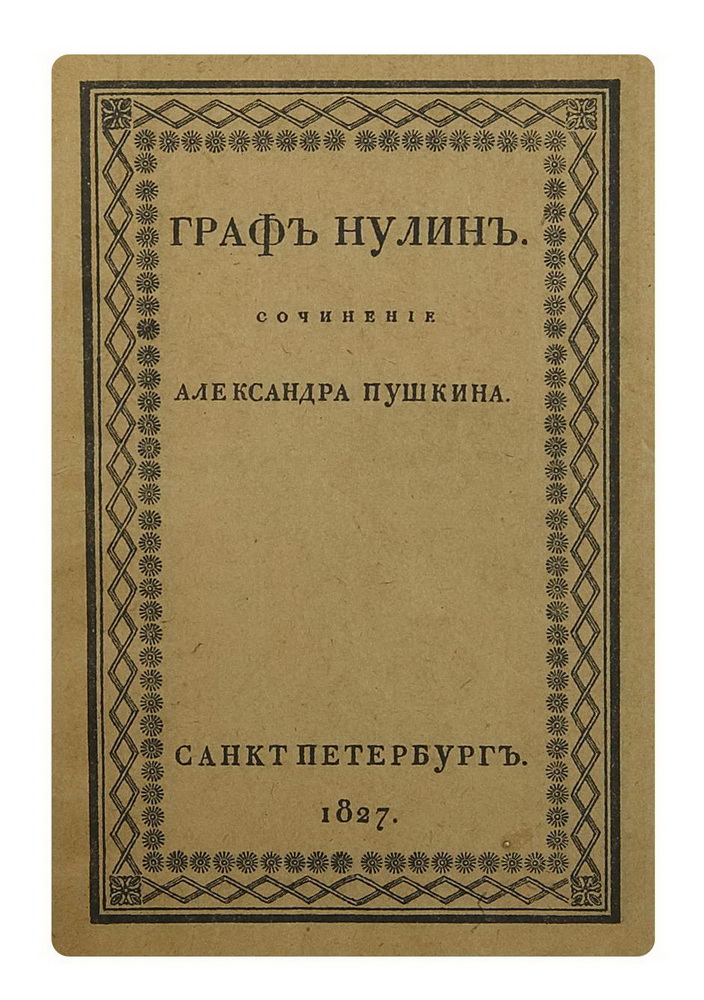 ГРАФЪ НУЛИНЪ.
СОЧИНЕНІЕ
АЛЕКСАНДРА ПУШКИНА.
САНКТПЕТЕРБУРГЪ.
1827.